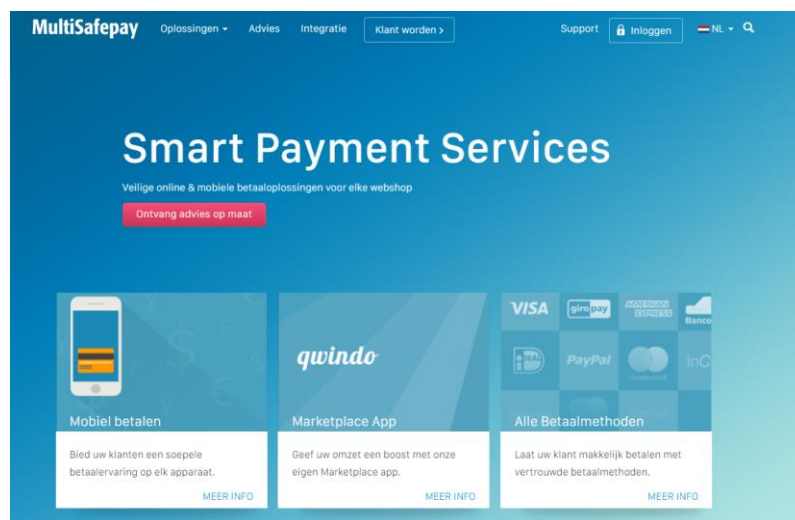 MultiSafepay Oplossingen Advies Integratie Klant worden > Support Inloggen NL
Smart Payment Services
Veilige online & mobiele betaaloplossingen voor elke webshop
Ontvang advies op maat
qwindo
VISA giropay AMERICAN EXPRESS Banco
iD PayPal mastercard InC
Mobiel betalen
Bied uw klanten een soepele
betaalervaring op elk apparaat.
MEER INFO
Marketplace App
Geef uw omzet een boost met onze
eigen Marketplace app.
MEER INFO
Alle Betaalmethoden
Laat uw klant makkelijk betalen met
vertrouwde betaalmethoden.
MEER INFO